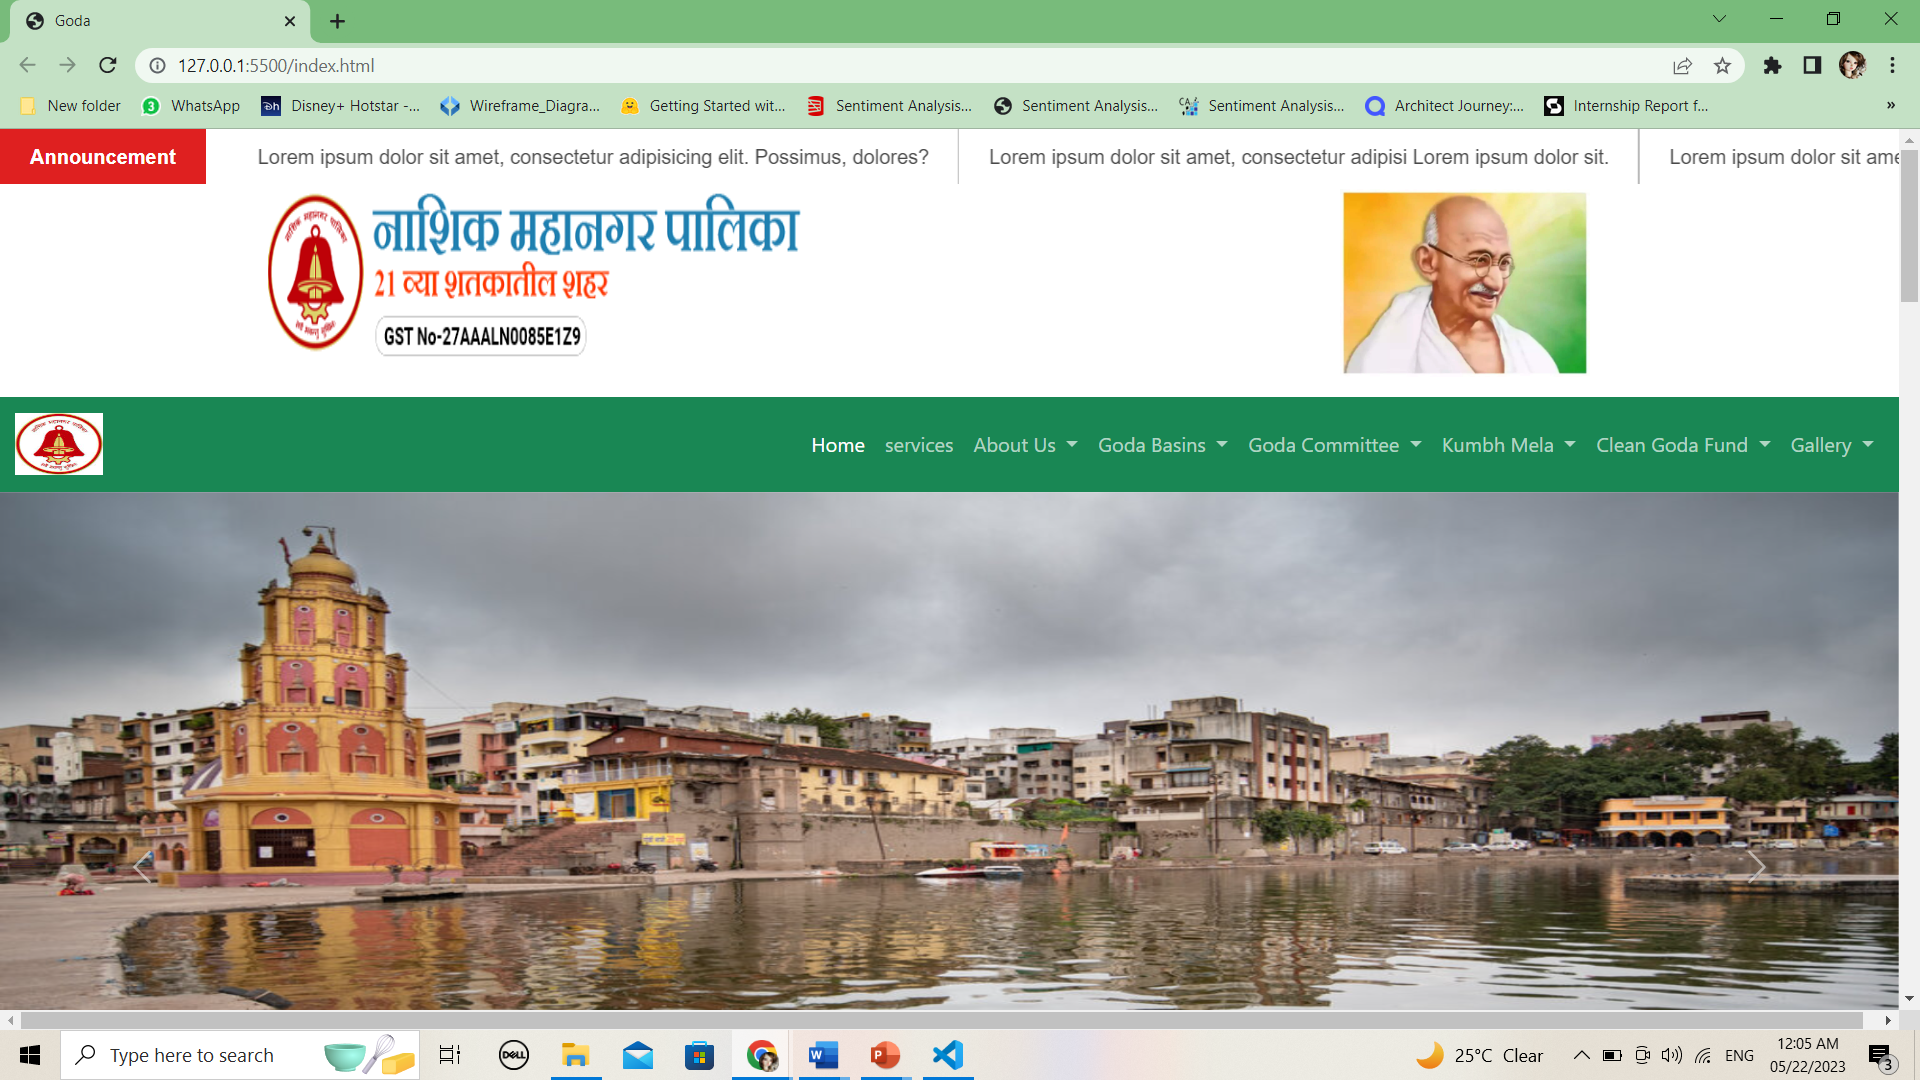 Goda
127.0.0.1:5500/index.html
New folder WhatsApp Disney+ Hotstar -... Wireframe_Diagra... Getting Started wit... Sentiment Analysis... Sentiment Analysis... Sentiment Analysis... Architect Journey:... Internship Report f... »
Announcement Lorem ipsum dolor sit amet, consectetur adipisicing elit. Possimus, dolores? Lorem ipsum dolor sit amet, consectetur adipisi Lorem ipsum dolor sit. Lorem ipsum dolor sit ame
नाशिक महानगर पालिका
21 व्या शतकातील शहर
GST No-27AAALN0085E1Z9
Home services About Us Goda Basins Goda Committee Kumbh Mela Clean Goda Fund Gallery
Type here to search DELL 25°C Clear ENG 12:05 AM
05/22/2023 3